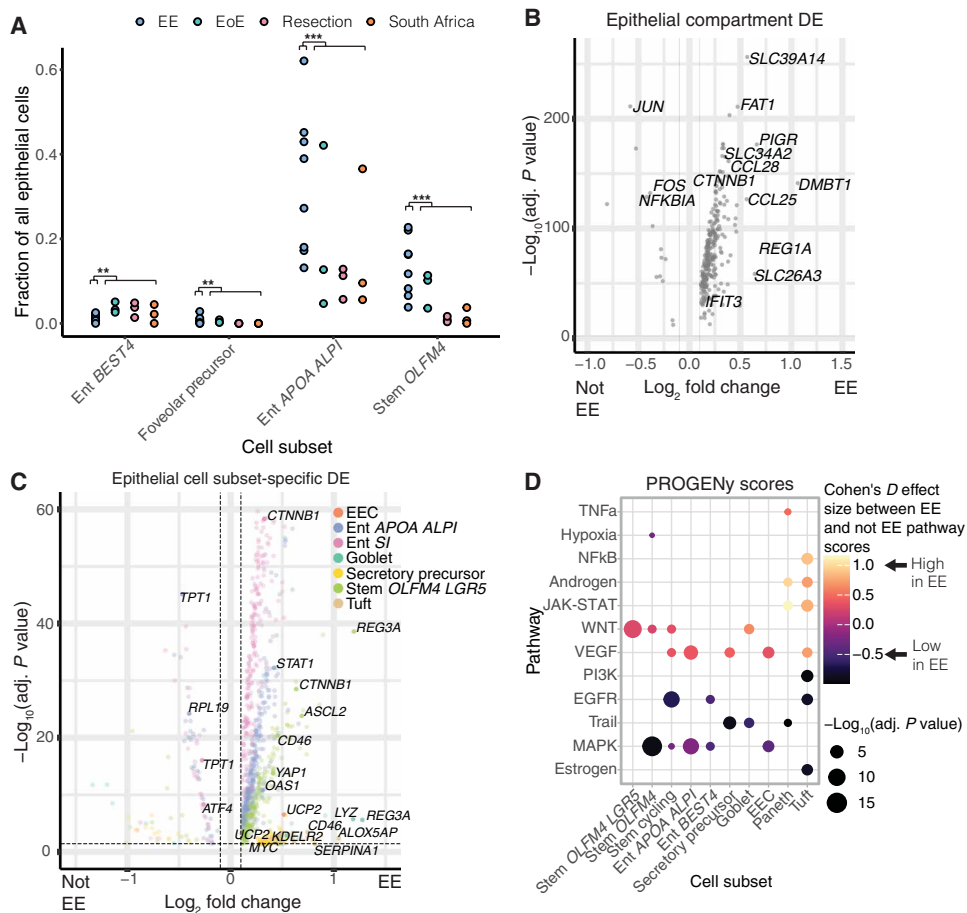 A
EE EoE Resection South Africa
Fraction of all epithelial cells
0.6
0.4
0.2
0.0
**
**
***
***
Ent BEST4
Foveolar precursor
Ent APOA ALPI
Stem OLFM4
Cell subset
B
Epithelial compartment DE
−Log10(adj. P value)
200
100
0
SLC39A14
JUN
FAT1
PIGR
SLC34A2
CCL28
CTNNB1
DMBT1
FOS
NFKBIA
CCL25
REG1A
SLC26A3
IFIT3
−1.0 −0.5 0.0 0.5 1.0 1.5
Not EE
Log2 fold change
EE
C
Epithelial cell subset-specific DE
−Log10(adj. P value)
60
40
20
0
CTNNB1
EEC
Ent APOA ALPI
Ent SI
Goblet
Secretory precursor
Stem OLFM4 LGR5
Tuft
TPT1
REG3A
STAT1
CTNNB1
RPL19
ASCL2
CD46
TPT1
YAP1
OAS1
ATF4
UCP2
LYZ
REG3A
CD46
UCP2
KDELR2
ALOX5AP
MYC
SERPINA1
−1 0 1
Not EE
Log2 fold change
EE
D
PROGENy scores
Pathway
TNFa
Hypoxia
NFkB
Androgen
JAK-STAT
WNT
VEGF
PI3K
EGFR
Trail
MAPK
Estrogen
Stem OLFM4 LGR5
Stem OLFM4
Stem cycling
Ent APOA ALPI
Ent BEST4
Secretory precursor
Goblet
EEC
Paneth
Tuft
Cell subset
Cohen's D effect
size between EE
and not EE pathway
scores
1.0
0.5
0.0
−0.5
High
in EE
Low
in EE
−Log10(adj. P value)
5
10
15